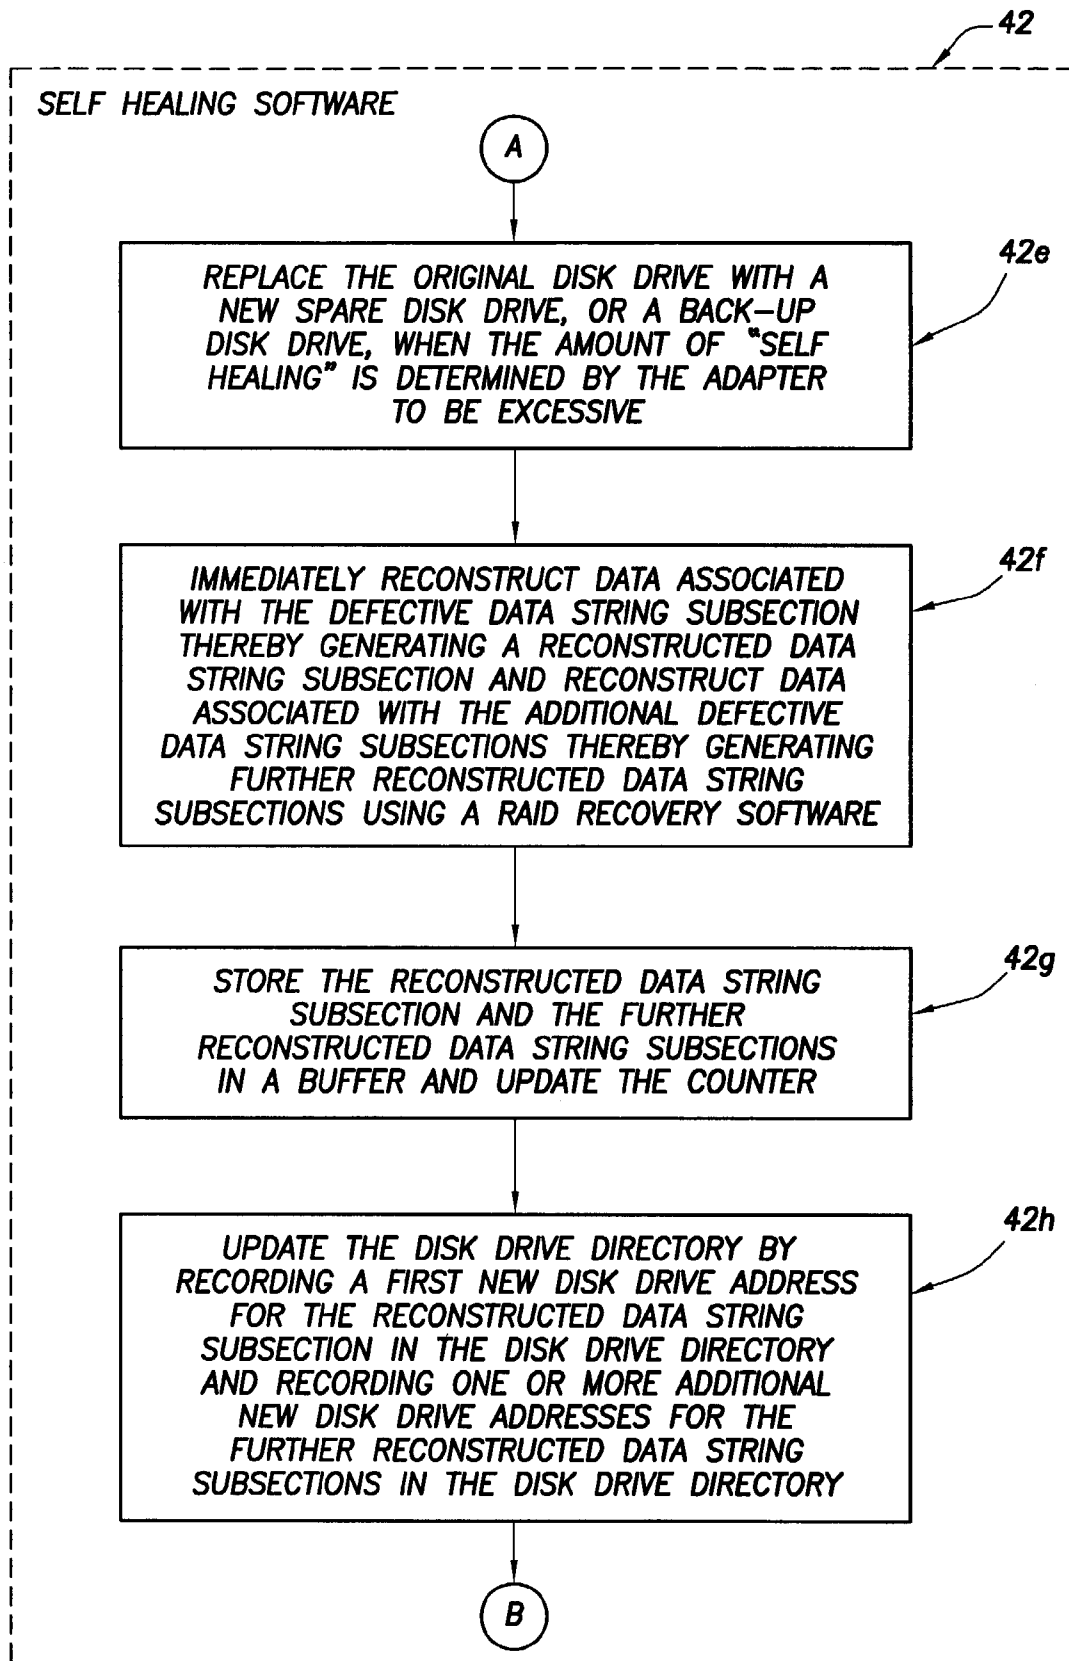 42
SELF HEALING SOFTWARE
A
42e
REPLACE THE ORIGINAL DISK DRIVE WITH A
NEW SPARE DISK DRIVE, OR A BACK-UP
DISK DRIVE, WHEN THE AMOUNT OF "SELF
HEALING" IS DETERMINED BY THE ADAPTER
TO BE EXCESSIVE
42f
IMMEDIATELY RECONSTRUCT DATA ASSOCIATED
WITH THE DEFECTIVE DATA STRING SUBSECTION
THEREBY GENERATING A RECONSTRUCTED DATA
STRING SUBSECTION AND RECONSTRUCT DATA
ASSOCIATED WITH THE ADDITIONAL DEFECTIVE
DATA STRING SUBSECTIONS THEREBY GENERATING
FURTHER RECONSTRUCTED DATA STRING
SUBSECTIONS USING A RAID RECOVERY SOFTWARE
42g
STORE THE RECONSTRUCTED DATA STRING
SUBSECTION AND THE FURTHER
RECONSTRUCTED DATA STRING SUBSECTIONS
IN A BUFFER AND UPDATE THE COUNTER
42h
UPDATE THE DISK DRIVE DIRECTORY BY
RECORDING A FIRST NEW DISK DRIVE ADDRESS
FOR THE RECONSTRUCTED DATA STRING
SUBSECTION IN THE DISK DRIVE DIRECTORY
AND RECORDING ONE OR MORE ADDITIONAL
NEW DISK DRIVE ADDRESSES FOR THE
FURTHER RECONSTRUCTED DATA STRING
SUBSECTIONS IN THE DISK DRIVE DIRECTORY
B